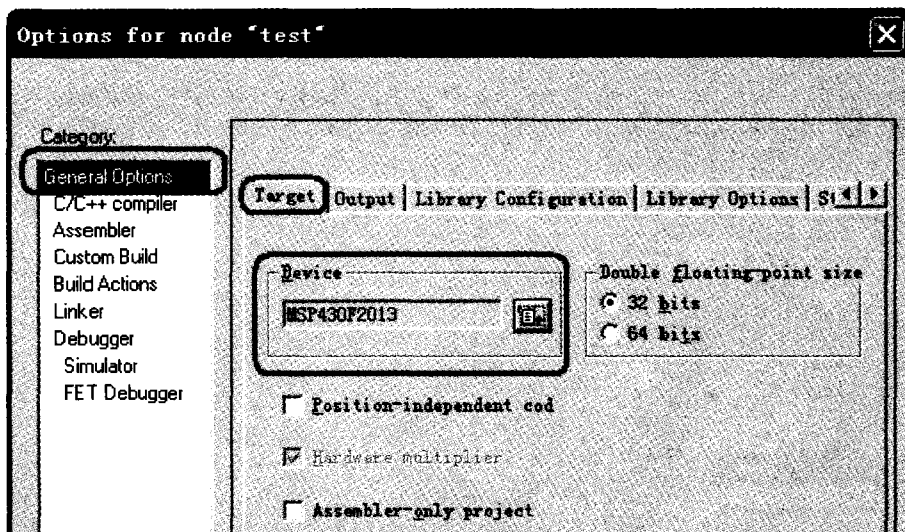 Options for node "test"
Category:
General Options
C/C++ compiler
Assembler
Custom Build
Build Actions
Linker
Debugger
Simulator
FET Debugger
Target Output Library Configuration Library Options St
Device
MSP430F2013
Double floating-point size
32 bits
64 bits
Position-independent cod
Hardware multiplier
Assembler-only project